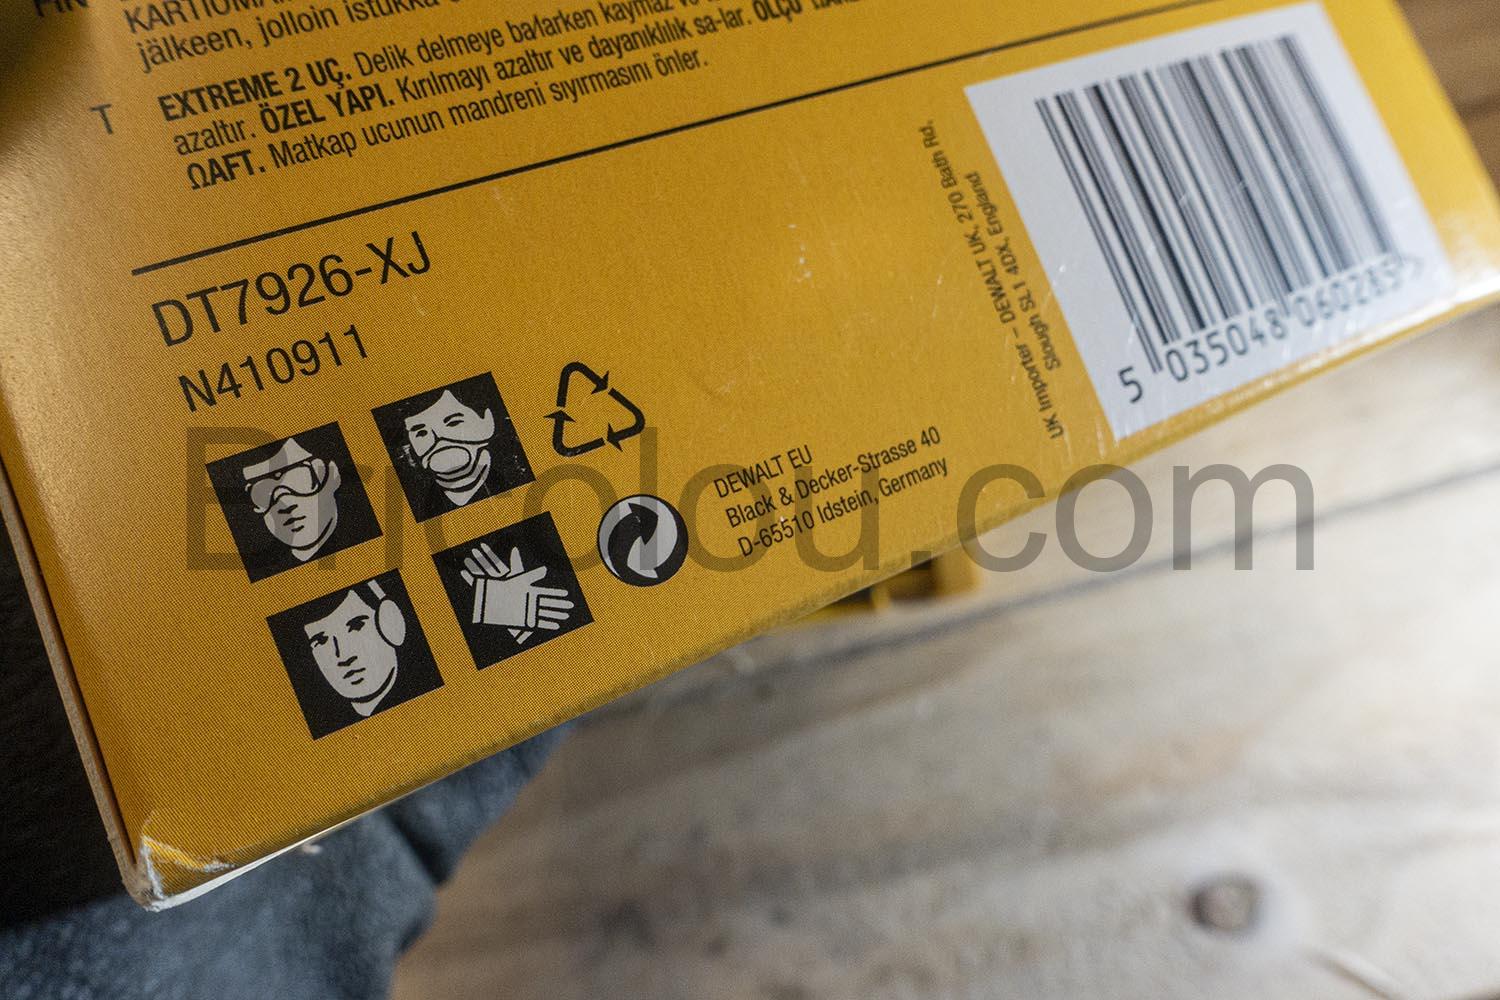 FIN
jälkeen, jolloin istukka
T
EXTREME 2 UÇ. Delik delmeye ba/larken kaymaz
azaltır. ÖZEL YAPI. Kırılmayı azaltır ve dayanıklılık sa-lar. ÖLÇÜ
ΩAFT. Matkap ucunun mandreni sıyırmasını önler.
DT7926-XJ
N410911
DEWALT EU
Black & Decker-Strasse 40
D-65510 Idstein, Germany
UK Importer – DEWALT UK, 270 Bath Rd,
Slough SL1 4DX, England
5 035048 060285
Bricolou.com